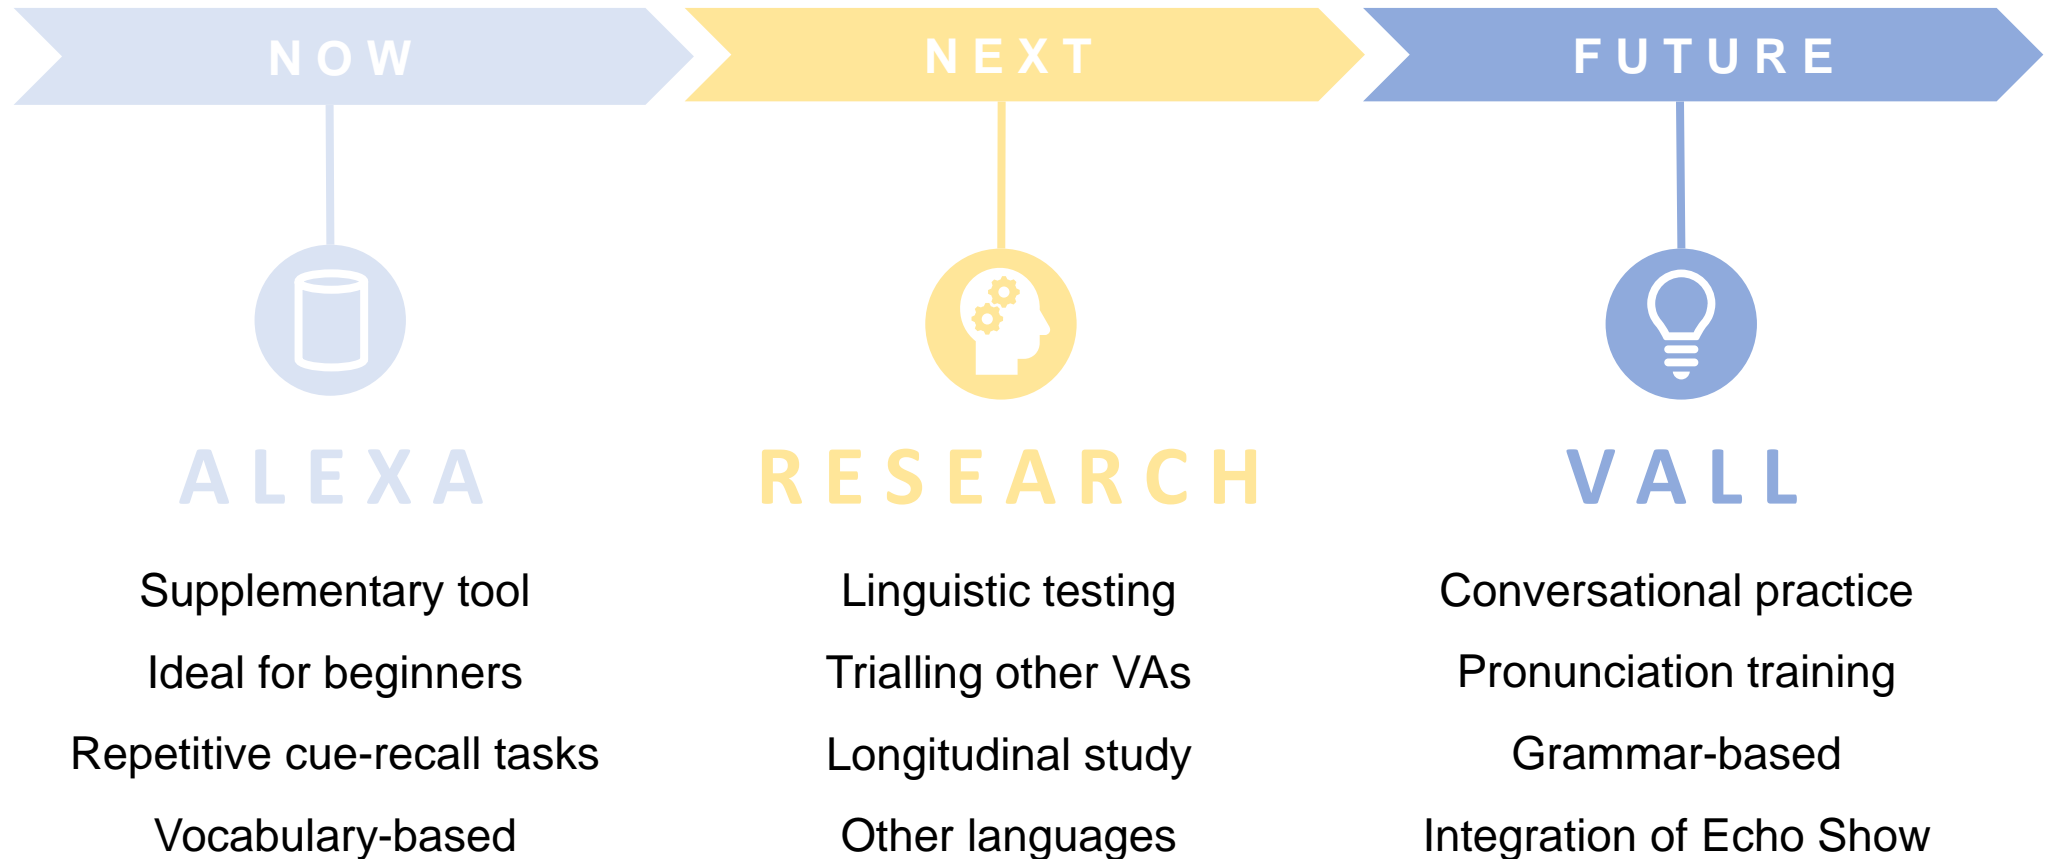 NOW
NEXT
FUTURE
ALEXA
Supplementary tool
Ideal for beginners
Repetitive cue-recall tasks
Vocabulary-based
RESEARCH
Linguistic testing
Trialling other VAs
Longitudinal study
Other languages
VALL
Conversational practice
Pronunciation training
Grammar-based
Integration of Echo Show